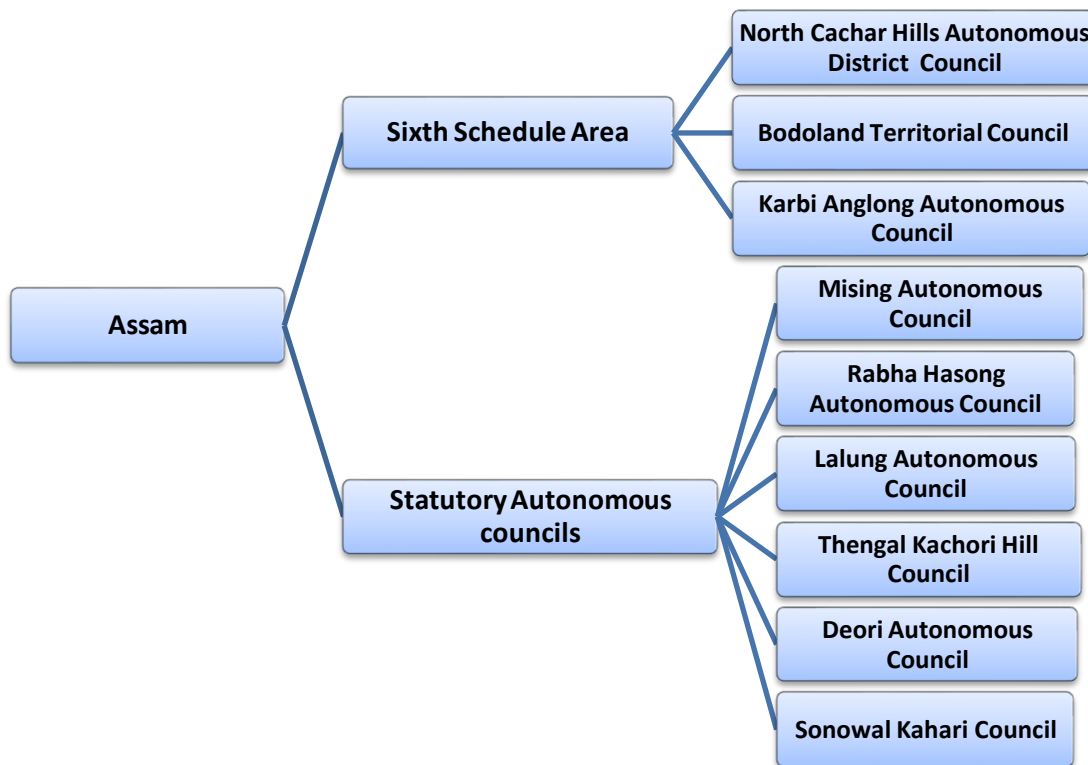 Assam
Sixth Schedule Area
North Cachar Hills Autonomous
District Council
Bodoland Territorial Council
Karbi Anglong Autonomous
Council
Statutory Autonomous
councils
Mising Autonomous
Council
Rabha Hasong
Autonomous Council
Lalung Autonomous
Council
Thengal Kachori Hill
Council
Deori Autonomous
Council
Sonowal Kahari Council